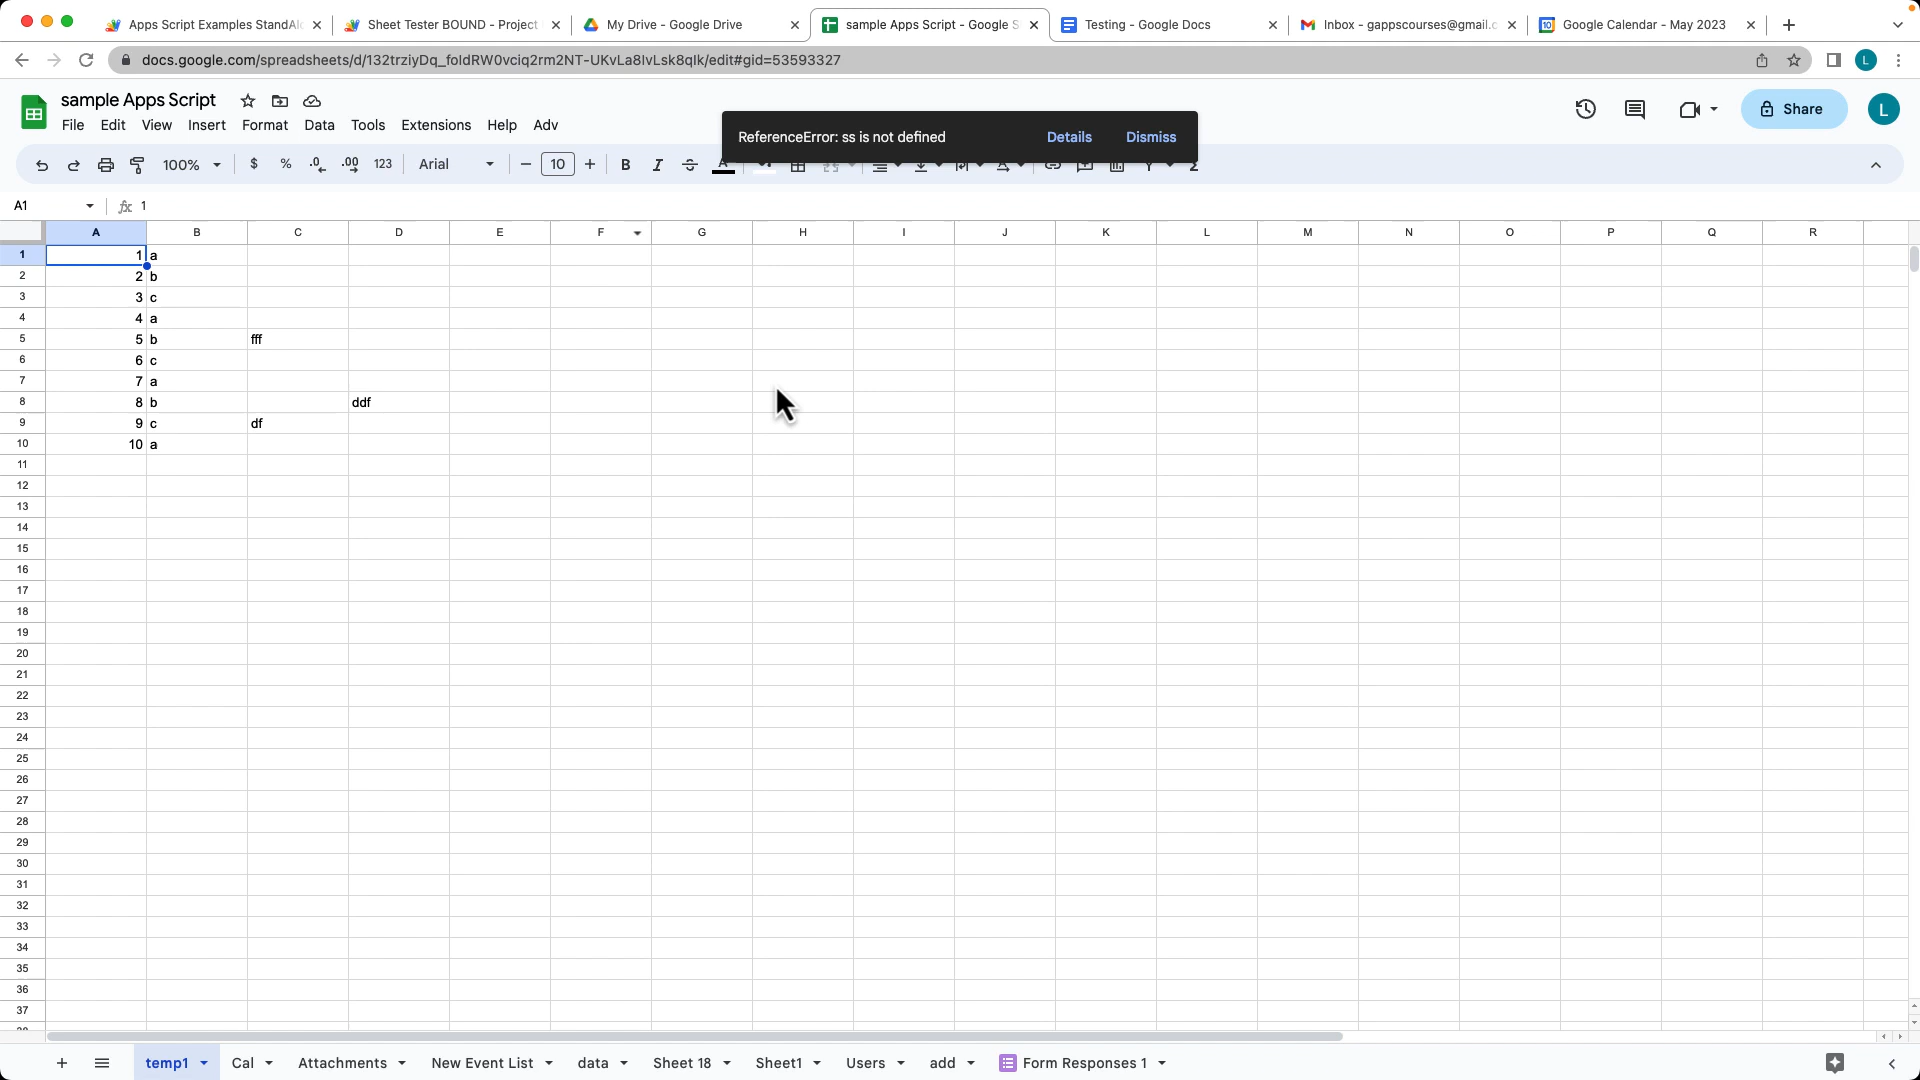 Apps Script Examples StandAlo
Sheet Tester BOUND - Project
My Drive - Google Drive
sample Apps Script - Google S
Testing - Google Docs
Inbox - gappscourses@gmail.c
Google Calendar - May 2023
docs.google.com/spreadsheets/d/132trziyDq_foldRW0vciq2rm2NT-UKvLa8lvLsk8qlk/edit#gid=53593327
L
sample Apps Script
File Edit View Insert Format Data Tools Extensions Help Adv
ReferenceError: ss is not defined Details Dismiss
Share
L
100% $ % .0 .00 123 Arial 10 B I A
A1 fx 1
A B C D E F G H I J K L M N O P Q R
1 1 a
2 2 b
3 3 c
4 4 a
5 5 b fff
6 6 c
7 7 a
8 8 b ddf
9 9 c df
10 10 a
11
12
13
14
15
16
17
18
19
20
21
22
23
24
25
26
27
28
29
30
31
32
33
34
35
36
37
temp1 Cal Attachments New Event List data Sheet 18 Sheet1 Users add Form Responses 1